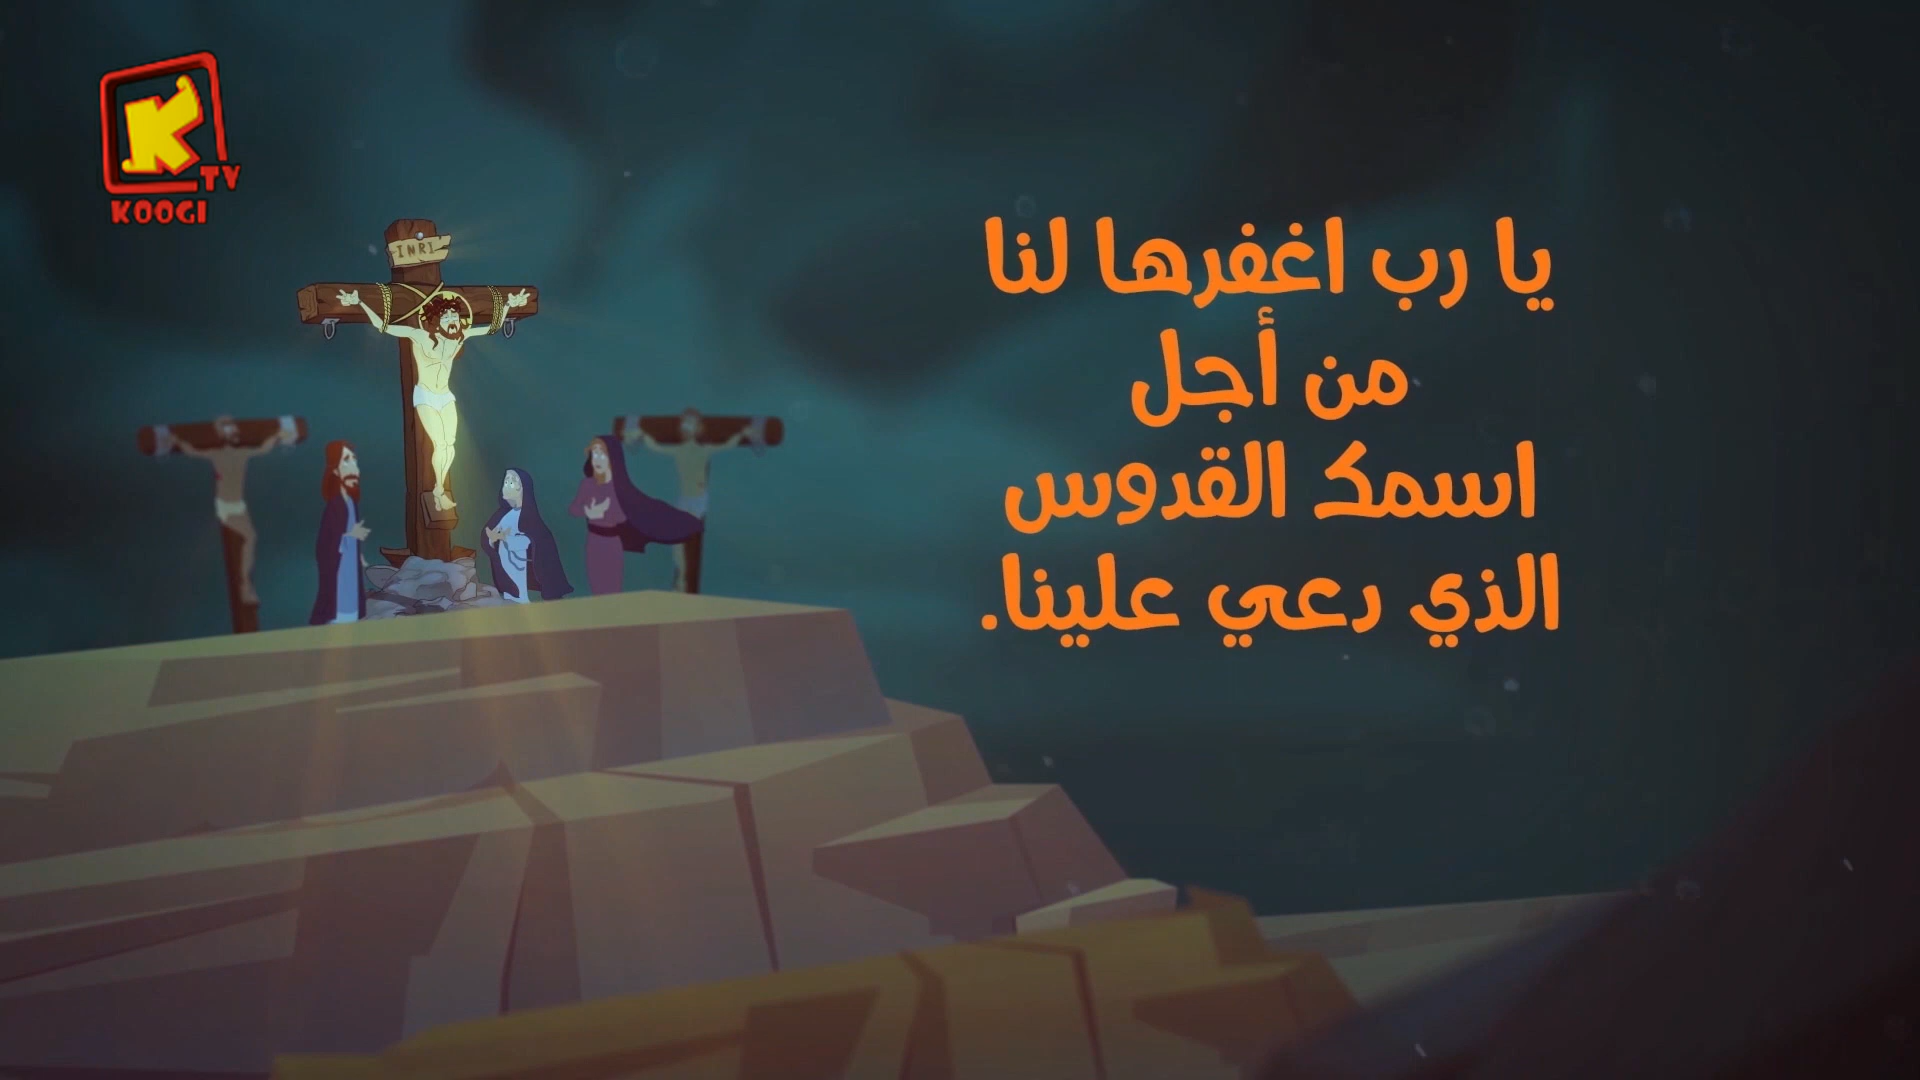 K TV
KOOGI
INRI
يا رب اغفرها لنا
من أجل
اسمك القدوس
الذي دعي علينا.